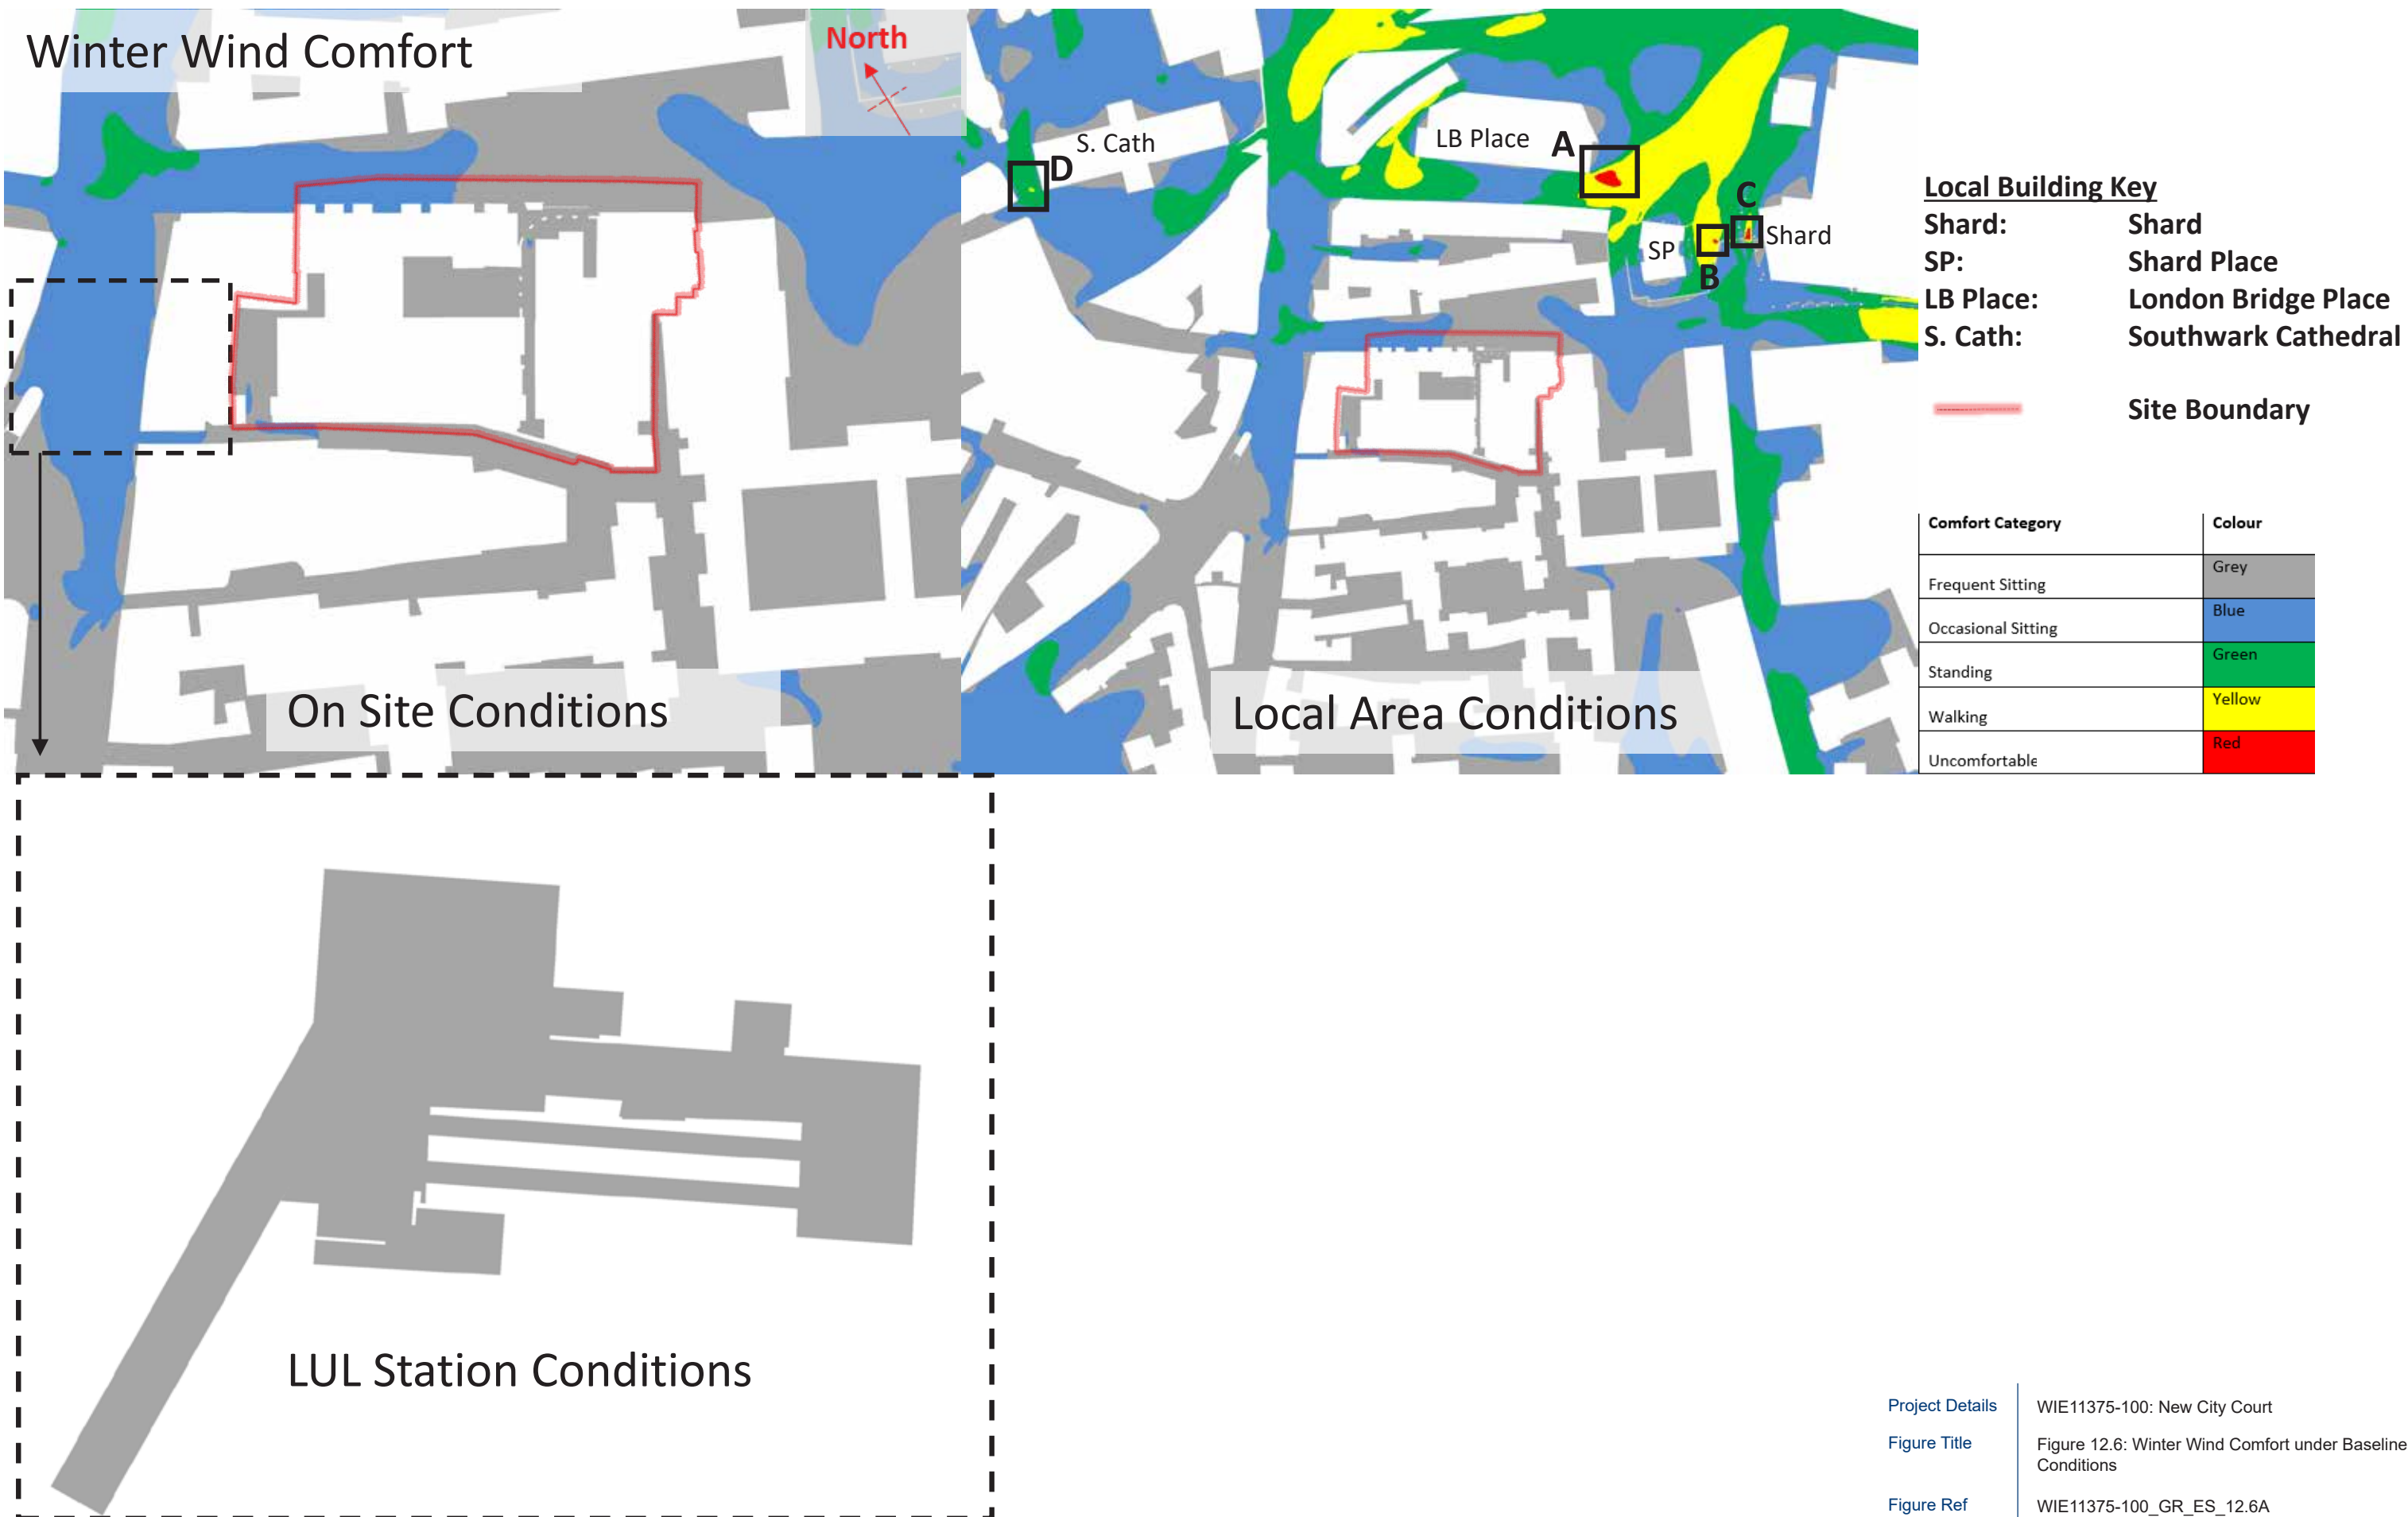 Winter Wind Comfort
North
S. Cath
D
LB Place
A
C
Shard
SP
B
On Site Conditions
Local Area Conditions
Local Building Key
Shard: Shard
SP: Shard Place
LB Place: London Bridge Place
S. Cath: Southwark Cathedral
Site Boundary
Comfort Category Colour
Frequent Sitting Grey
Occasional Sitting Blue
Standing Green
Walking Yellow
Uncomfortable Red
LUL Station Conditions
Project Details WIE11375-100: New City Court
Figure Title Figure 12.6: Winter Wind Comfort under Baseline
Conditions
Figure Ref WIE11375-100_GR_ES_12.6A